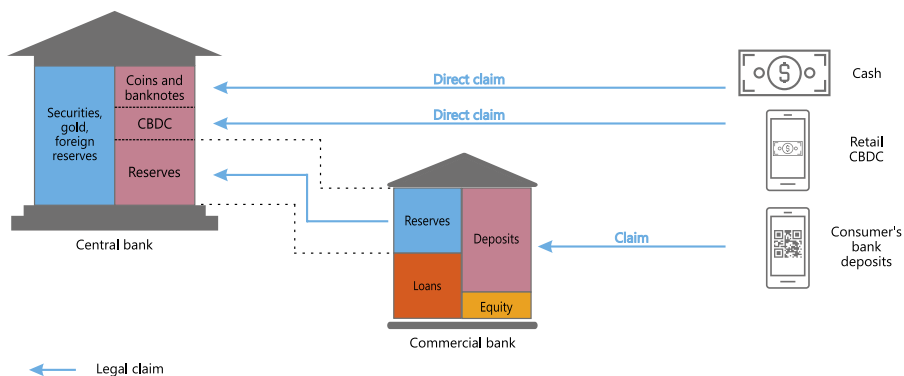 Securities,
gold,
foreign
reserves
Coins and
banknotes
CBDC
Reserves
Central bank
Direct claim
Direct claim
Cash
Retail
CBDC
Reserves
Loans
Deposits
Equity
Commercial bank
Claim
Consumer's
bank
deposits
Legal claim
$
$